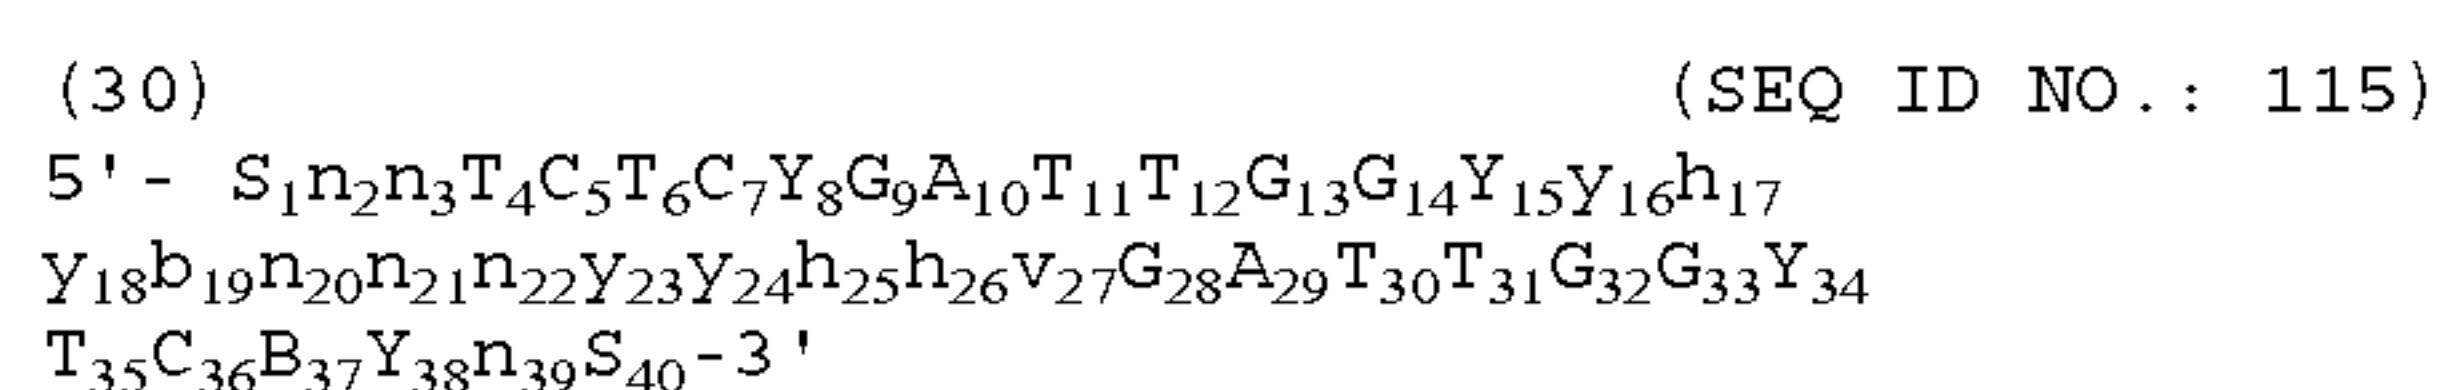 (30) (SEQ ID NO.: 115)
5'- S₁n₂n₃T₄C₅T₆C₇Y₈G₉A₁₀T₁₁T₁₂G₁₃G₁₄Y₁₅y₁₆h₁₇
y₁₈b₁₉n₂₀n₂₁n₂₂y₂₃y₂₄h₂₅h₂₆v₂₇G₂₈A₂₉T₃₀T₃₁G₃₂G₃₃Y₃₄
T₃₅C₃₆B₃₇Y₃₈n₃₉S₄₀-3'